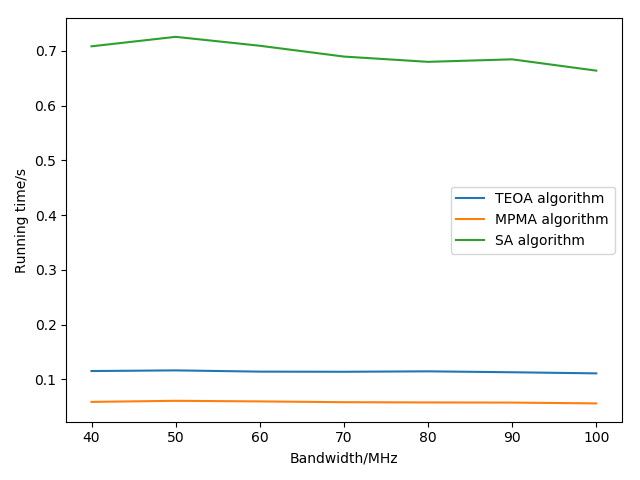 0.7
0.6
0.5
0.4
0.3
0.2
0.1
Running time/s
TEOA algorithm
MPMA algorithm
SA algorithm
40 50 60 70 80 90 100
Bandwidth/MHz